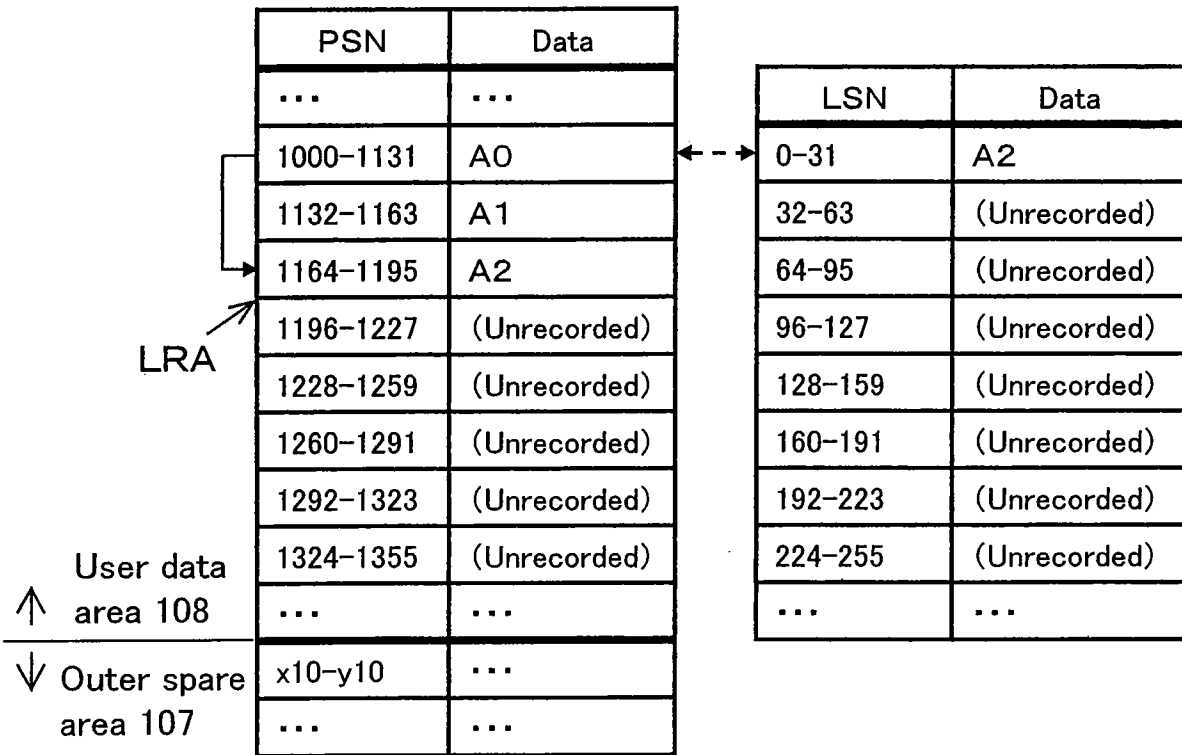 PSN Data
... ...
1000-1131 A0
1132-1163 A1
1164-1195 A2
1196-1227 (Unrecorded)
1228-1259 (Unrecorded)
1260-1291 (Unrecorded)
1292-1323 (Unrecorded)
1324-1355 (Unrecorded)
... ...
x10-y10 ...
... ...
LRA
User data
↑ area 108
↓ Outer spare
area 107
LSN Data
0-31 A2
32-63 (Unrecorded)
64-95 (Unrecorded)
96-127 (Unrecorded)
128-159 (Unrecorded)
160-191 (Unrecorded)
192-223 (Unrecorded)
224-255 (Unrecorded)
... ...